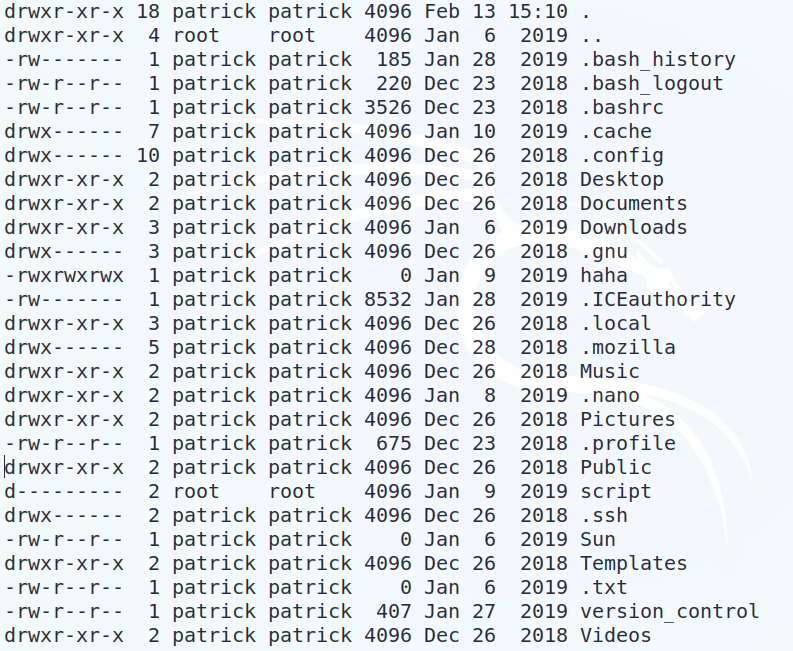 drwxr-xr-x 18 patrick patrick 4096 Feb 13 15:10 .
drwxr-xr-x  4 root    root    4096 Jan  6  2019 ..
-rw-------  1 patrick patrick  185 Jan 28  2019 .bash_history
-rw-r--r--  1 patrick patrick  220 Dec 23  2018 .bash_logout
-rw-r--r--  1 patrick patrick 3526 Dec 23  2018 .bashrc
drwx------  7 patrick patrick 4096 Jan 10  2019 .cache
drwx------ 10 patrick patrick 4096 Dec 26  2018 .config
drwxr-xr-x  2 patrick patrick 4096 Dec 26  2018 Desktop
drwxr-xr-x  2 patrick patrick 4096 Dec 26  2018 Documents
drwxr-xr-x  3 patrick patrick 4096 Jan  6  2019 Downloads
drwx------  3 patrick patrick 4096 Dec 26  2018 .gnu
-rwxrwxrwx  1 patrick patrick    0 Jan  9  2019 haha
-rw-------  1 patrick patrick 8532 Jan 28  2019 .ICEauthority
drwxr-xr-x  3 patrick patrick 4096 Dec 26  2018 .local
drwx------  5 patrick patrick 4096 Dec 28  2018 .mozilla
drwxr-xr-x  2 patrick patrick 4096 Dec 26  2018 Music
drwxr-xr-x  2 patrick patrick 4096 Jan  8  2019 .nano
drwxr-xr-x  2 patrick patrick 4096 Dec 26  2018 Pictures
-rw-r--r--  1 patrick patrick  675 Dec 23  2018 .profile
drwxr-xr-x  2 patrick patrick 4096 Dec 26  2018 Public
d---------  2 root    root    4096 Jan  9  2019 script
drwx------  2 patrick patrick 4096 Dec 26  2018 .ssh
-rw-r--r--  1 patrick patrick    0 Jan  6  2019 Sun
drwxr-xr-x  2 patrick patrick 4096 Dec 26  2018 Templates
-rw-r--r--  1 patrick patrick    0 Jan  6  2019 .txt
-rw-r--r--  1 patrick patrick  407 Jan 27  2019 version_control
drwxr-xr-x  2 patrick patrick 4096 Dec 26  2018 Videos